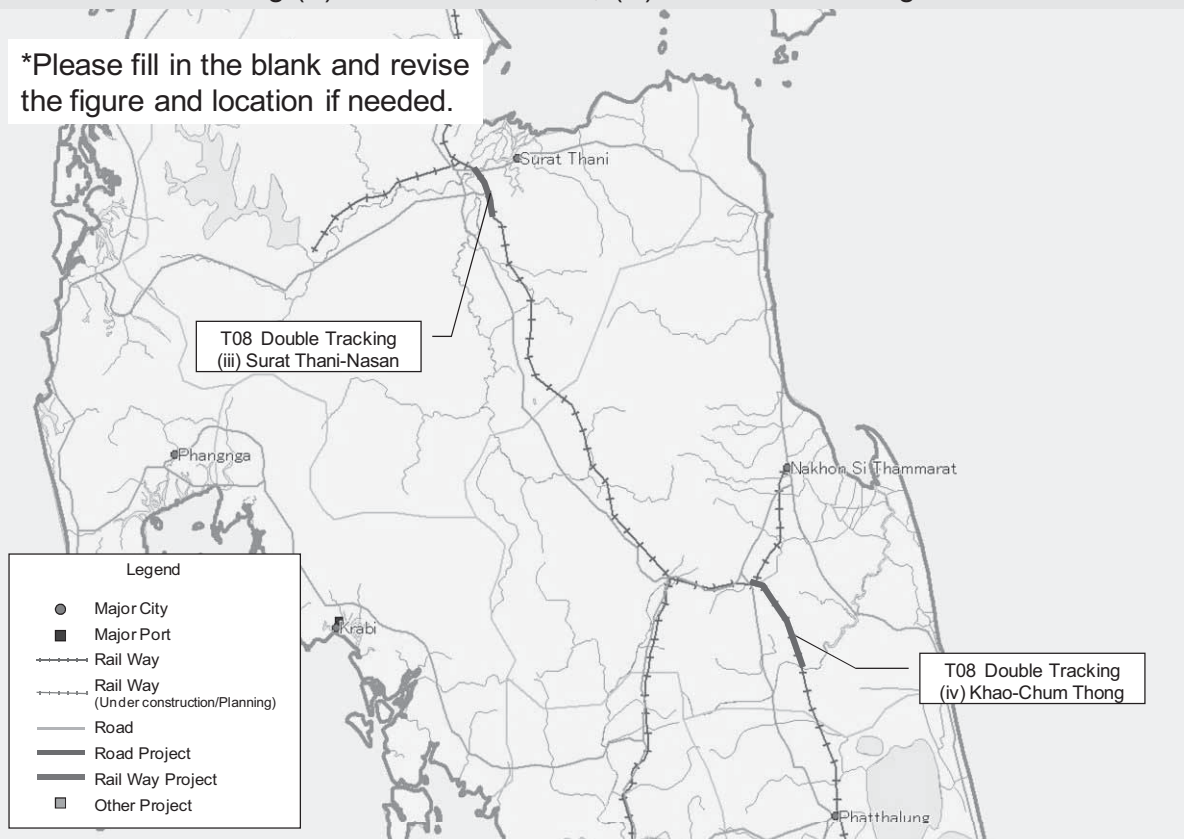 *Please fill in the blank and revise
the figure and location if needed.
Surat Thani
T08 Double Tracking
(iii) Surat Thani-Nasan
Phangnga
Nakhon Si Thammarat
Legend
Major City
Major Port
Rail Way
Rail Way
(Under construction/Planning)
Road
Road Project
Rail Way Project
Other Project
Krabi
T08 Double Tracking
(iv) Khao-Chum Thong
Phatthalung